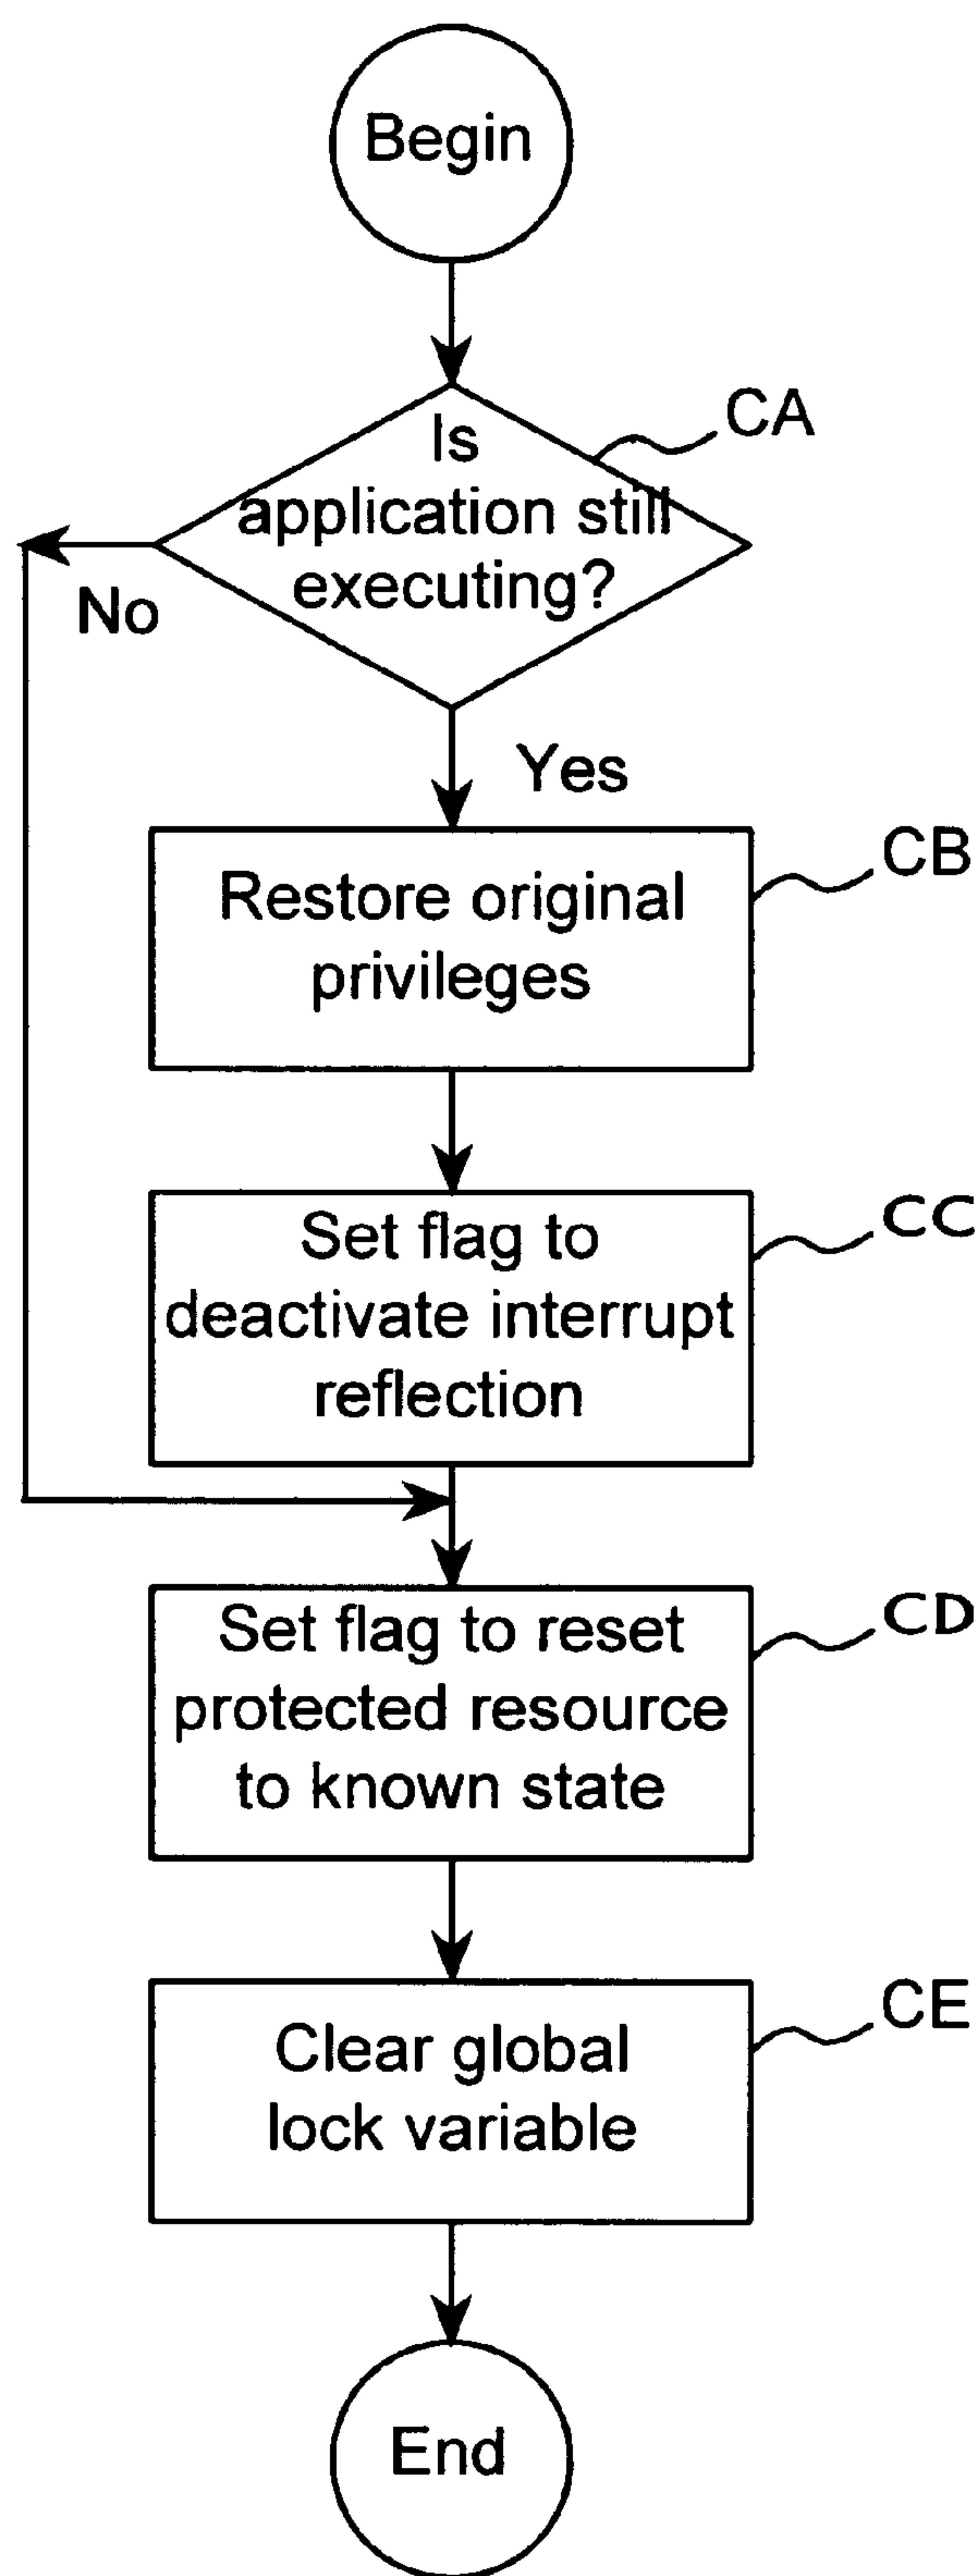 Begin
CA
Is
application still
executing?
No
Yes
CB
Restore original
privileges
CC
Set flag to
deactivate interrupt
reflection
CD
Set flag to reset
protected resource
to known state
CE
Clear global
lock variable
End